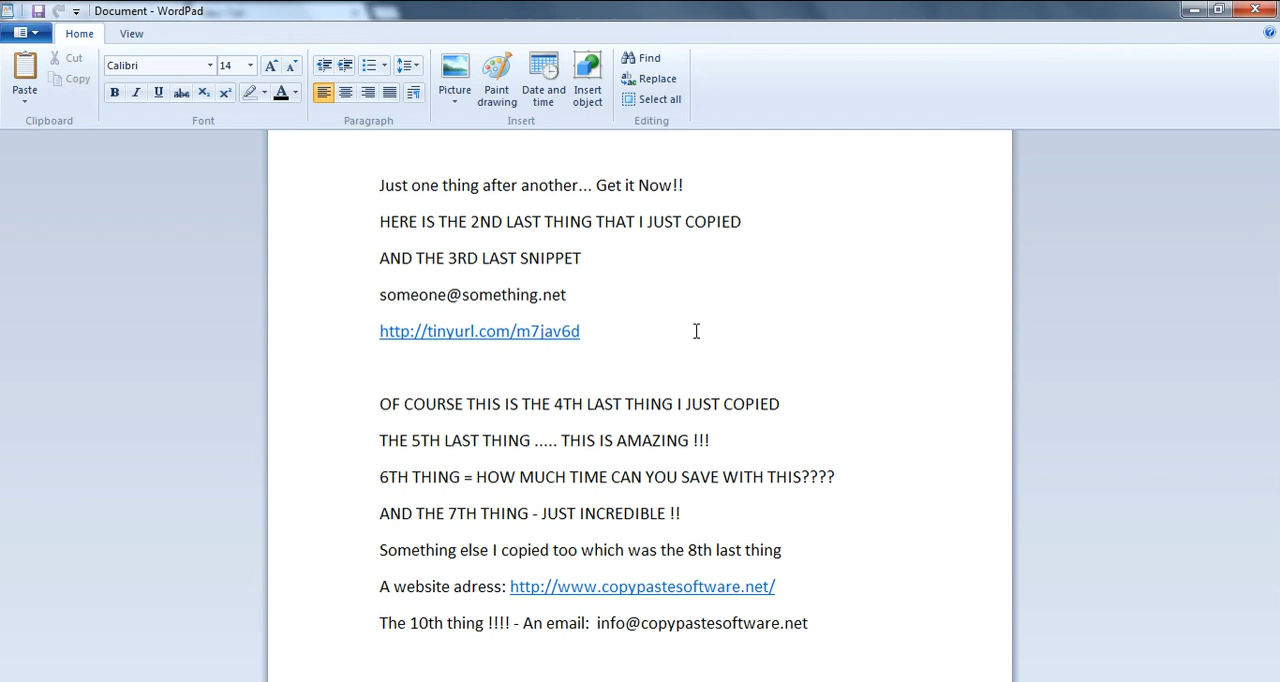 Document - WordPad
Home View
Cut
Copy
Paste
Clipboard
Calibri 14
B I U abc X₂ X²
A
Font
Paragraph
Picture
Paint drawing
Date and time
Insert object
Insert
Find
Replace
Select all
Editing
Just one thing after another... Get it Now!!
HERE IS THE 2ND LAST THING THAT I JUST COPIED
AND THE 3RD LAST SNIPPET
someone@something.net
http://tinyurl.com/m7jav6d
OF COURSE THIS IS THE 4TH LAST THING I JUST COPIED
THE 5TH LAST THING ..... THIS IS AMAZING !!!
6TH THING = HOW MUCH TIME CAN YOU SAVE WITH THIS????
AND THE 7TH THING - JUST INCREDIBLE !!
Something else I copied too which was the 8th last thing
A website adress: http://www.copypastesoftware.net/
The 10th thing !!!! - An email:  info@copypastesoftware.net